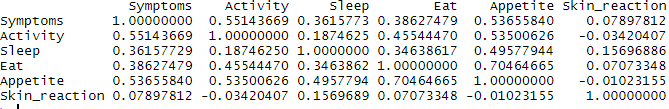 Symptoms Activity Sleep Eat Appetite Skin_reaction
Symptoms 1.00000000 0.55143669 0.3615773 0.38627479 0.53655840 0.07897812
Activity 0.55143669 1.00000000 0.1874625 0.45544470 0.53500626 -0.03420407
Sleep 0.36157729 0.18746250 1.0000000 0.34638617 0.49577944 0.15696886
Eat 0.38627479 0.45544470 0.3463862 1.00000000 0.70464665 0.07073348
Appetite 0.53655840 0.53500626 0.4957794 0.70464665 1.00000000 -0.01023155
Skin_reaction 0.07897812 -0.03420407 0.1569689 0.07073348 -0.01023155 1.00000000